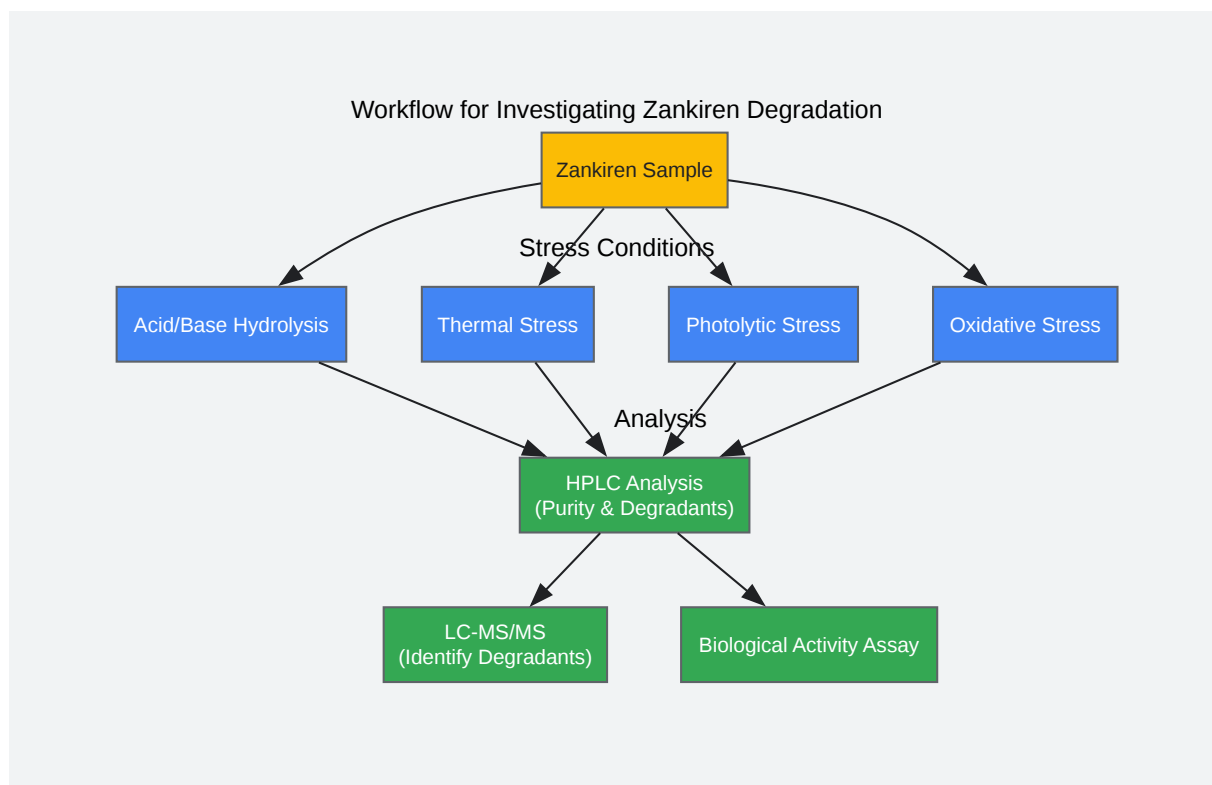 Workflow for Investigating Zankiren Degradation
Zankiren Sample
Stress Conditions
Acid/Base Hydrolysis
Thermal Stress
Photolytic Stress
Oxidative Stress
Analysis
HPLC Analysis
(Purity & Degradants)
LC-MS/MS
(Identify Degradants)
Biological Activity Assay